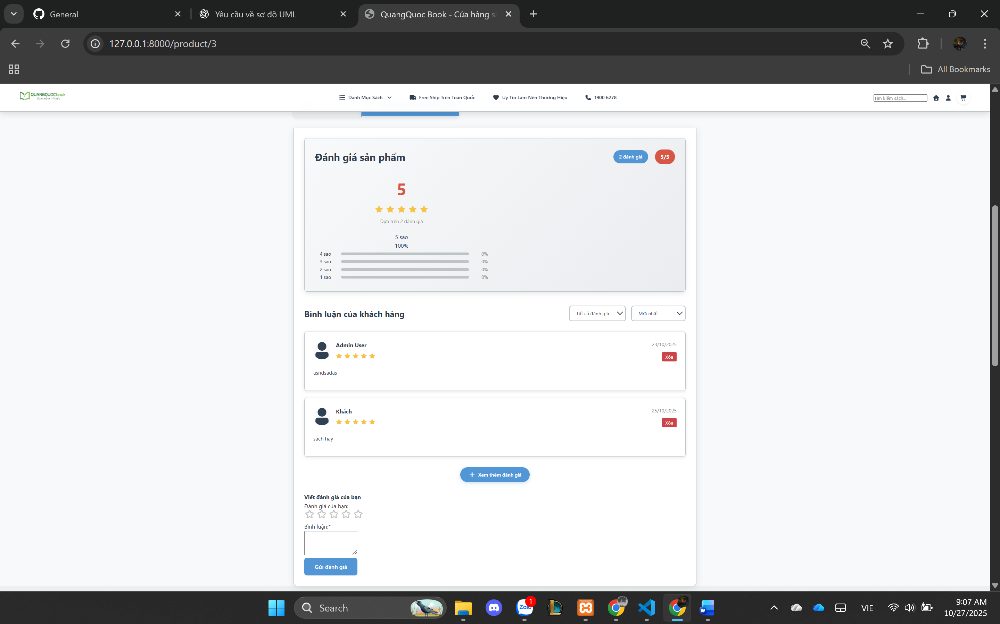 General
Yêu cầu về sơ đồ UML
QuangQuoc Book - Cửa hàng s
127.0.0.1:8000/product/3
All Bookmarks
QUANGQUOCbook
Ươm mầm tri thức
Danh Mục Sách
Free Ship Trên Toàn Quốc
Uy Tín Làm Nên Thương Hiệu
1900 6278
Tìm kiếm sách...
Đánh giá sản phẩm
2 đánh giá
5/5
5
Dựa trên 2 đánh giá
5 sao
100%
4 sao 0%
3 sao 0%
2 sao 0%
1 sao 0%
Bình luận của khách hàng
Tất cả đánh giá
Mới nhất
Admin User
23/10/2025
Xóa
asndsadas
Khách
25/10/2025
Xóa
sách hay
Xem thêm đánh giá
Viết đánh giá của bạn
Đánh giá của bạn:
Bình luận:*
Gửi đánh giá
Search
Zalo
1
W
VIE
9:07 AM
10/27/2025